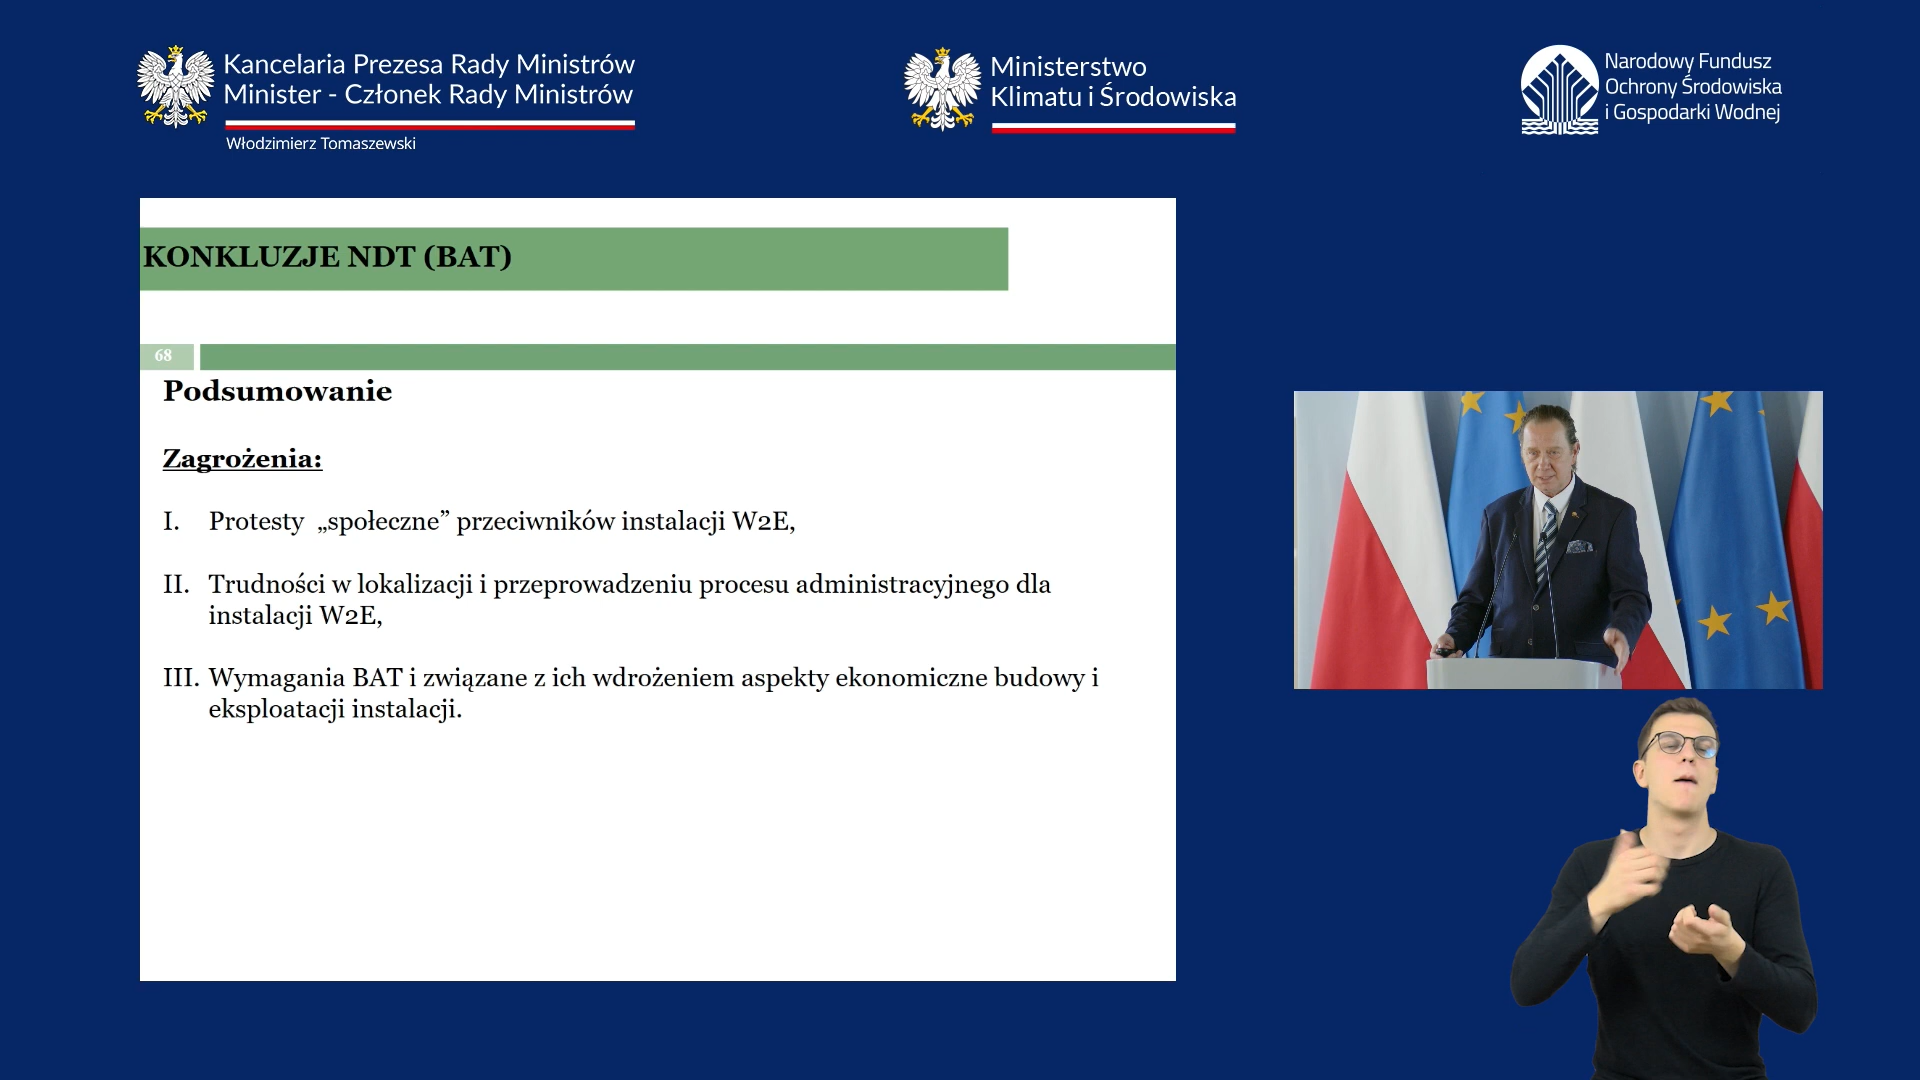 Kancelaria Prezesa Rady Ministrów
Minister - Członek Rady Ministrów
Włodzimierz Tomaszewski
Ministerstwo
Klimatu i Środowiska
Narodowy Fundusz
Ochrony Środowiska
i Gospodarki Wodnej
KONKLUZJE NDT (BAT)
68
Podsumowanie
Zagrożenia:
I. Protesty „społeczne” przeciwników instalacji W2E,
II. Trudności w lokalizacji i przeprowadzeniu procesu administracyjnego dla
instalacji W2E,
III. Wymagania BAT i związane z ich wdrożeniem aspekty ekonomiczne budowy i
eksploatacji instalacji.